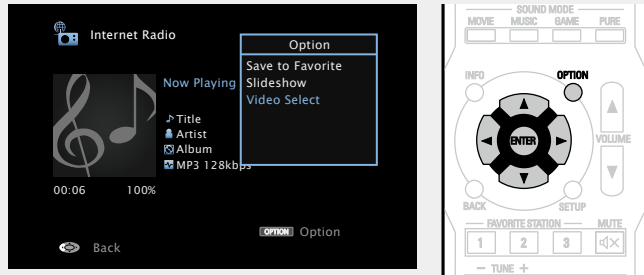 Internet Radio
Option
Save to Favorite
Slideshow
Video Select
Now Playing
Title
Artist
Album
MP3 128kbps
00:06 100%
OPTION Option
Back
SOUND MODE
MOVIE MUSIC GAME PURE
INFO OPTION
ENTER
VOLUME
BACK SETUP
FAVORITE STATION MUTE
1 2 3
− TUNE +